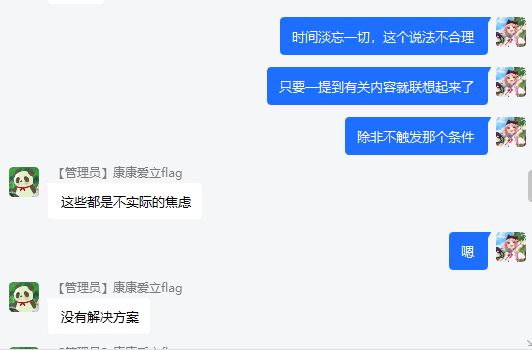 时间淡忘一切，这个说法不合理
只要一提到有关内容就联想起来了
除非不触发那个条件
【管理员】康康爱立flag
这些都是不实际的焦虑
嗯
【管理员】康康爱立flag
没有解决方案